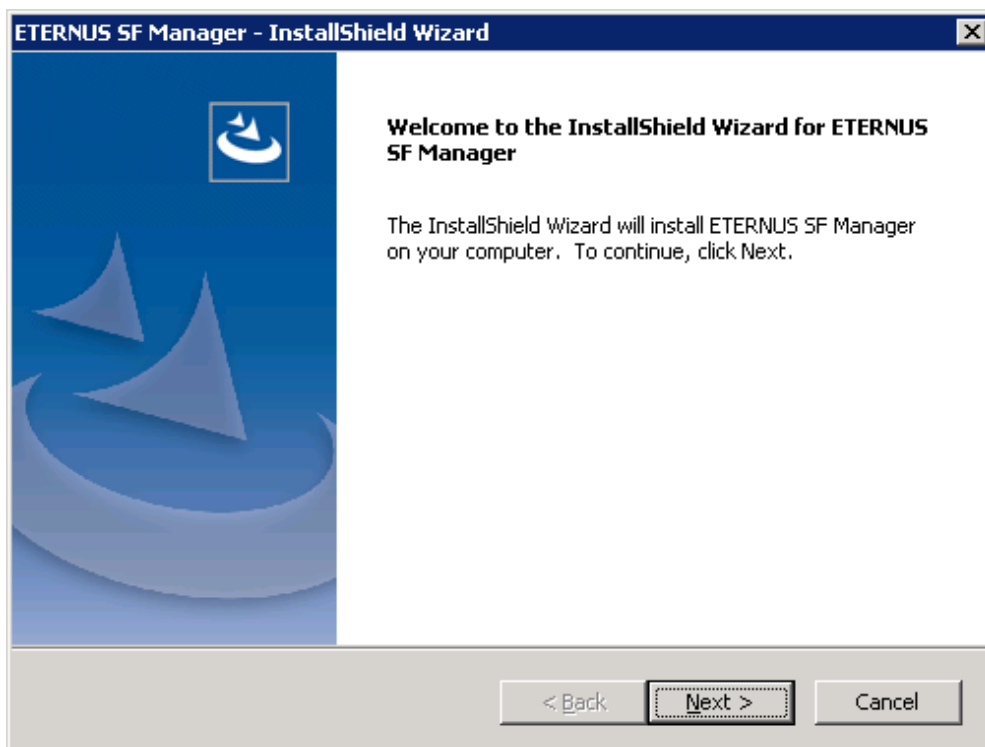 ETERNUS SF Manager - InstallShield Wizard
Welcome to the InstallShield Wizard for ETERNUS
SF Manager
The InstallShield Wizard will install ETERNUS SF Manager
on your computer. To continue, click Next.
< Back Next > Cancel